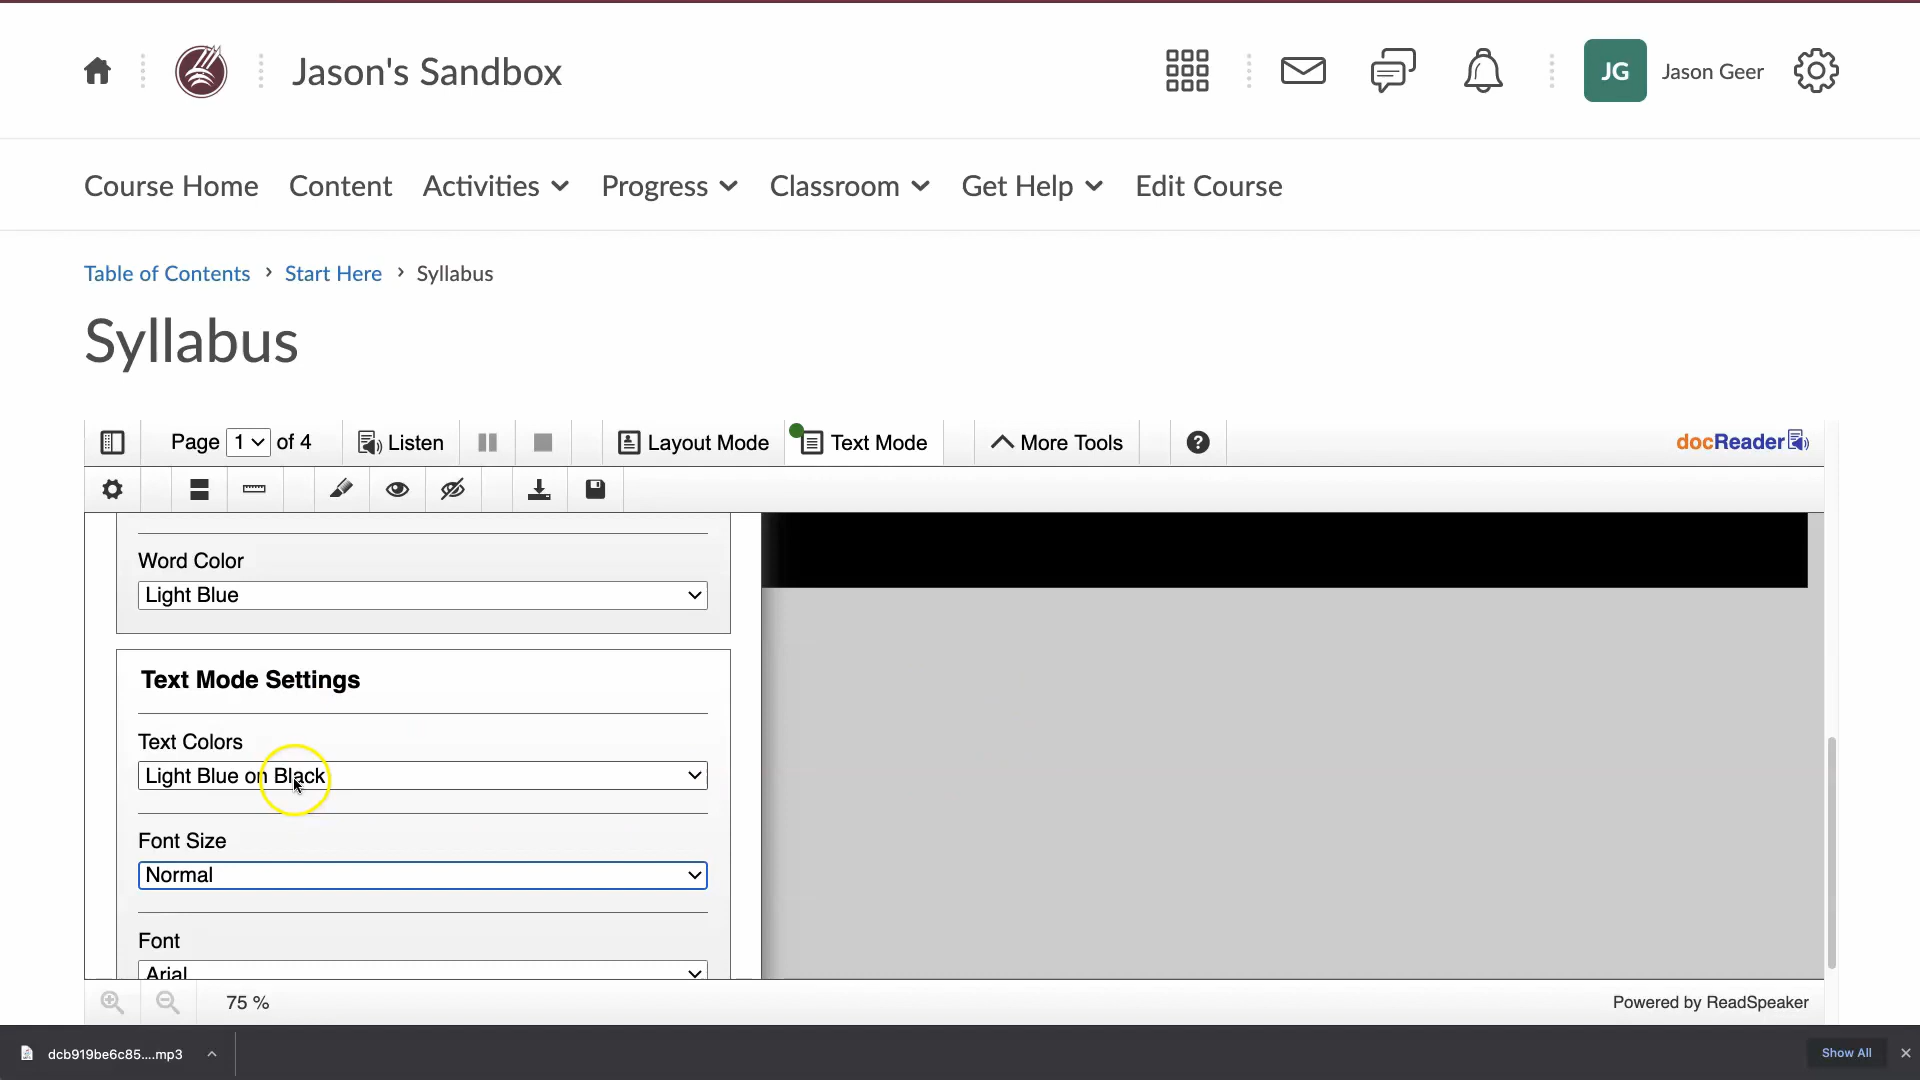 Jason's Sandbox
JG
Jason Geer
Course Home
Content
Activities
Progress
Classroom
Get Help
Edit Course
Table of Contents › Start Here › Syllabus
Syllabus
Page 1 of 4
Listen
Layout Mode
Text Mode
More Tools
docReader
Word Color
Light Blue
Text Mode Settings
Text Colors
Light Blue on Black
Font Size
Normal
Font
Arial
75 %
Powered by ReadSpeaker
dcb919be6c85....mp3
Show All